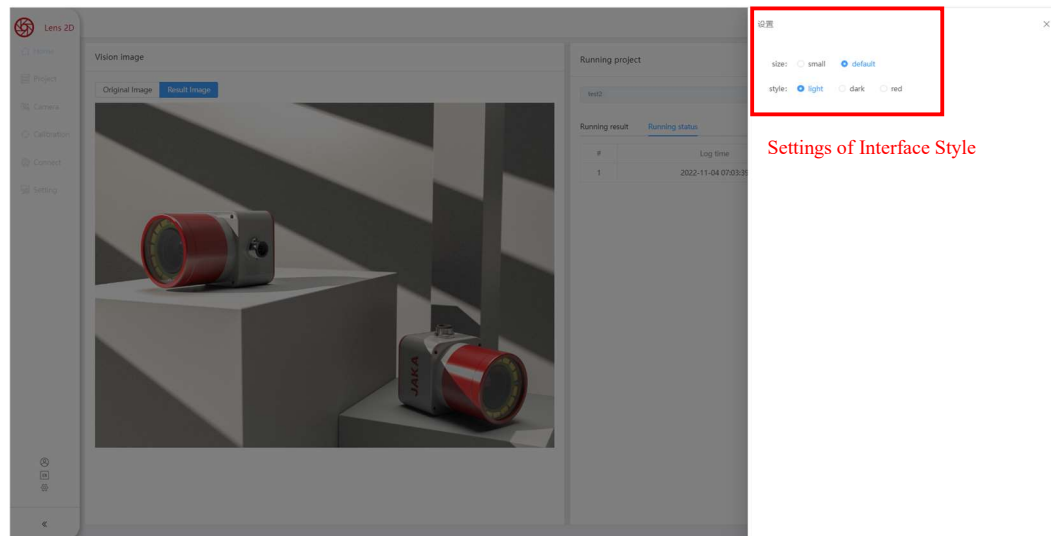 Lens 2D
Home
Project
Camera
Calibration
Connect
Setting
Vision image
Original Image Result Image
JAKA
Running project
test2
Running result Running status
# Log time
1 2022-11-04 07:03:39
设置
size: small default
style: light dark red
Settings of Interface Style